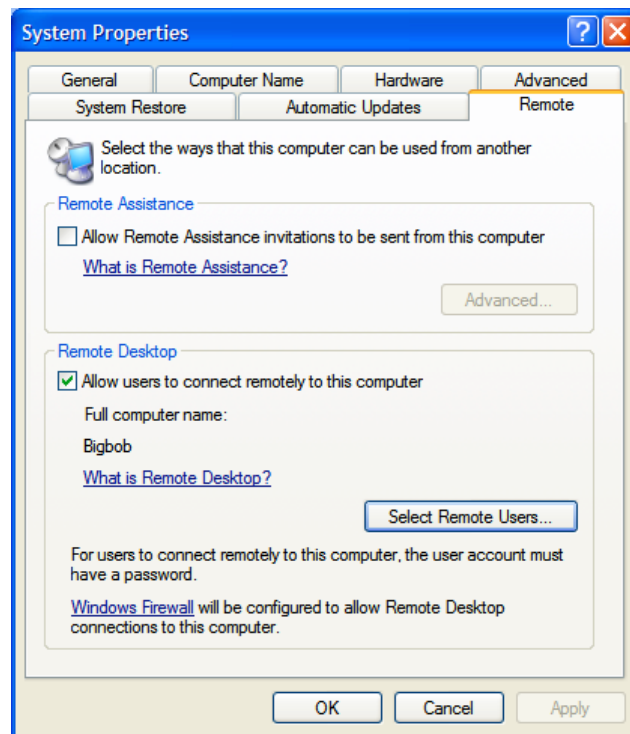 System Properties
General Computer Name Hardware Advanced
System Restore Automatic Updates Remote
Select the ways that this computer can be used from another
location.
Remote Assistance
Allow Remote Assistance invitations to be sent from this computer
What is Remote Assistance?
Advanced...
Remote Desktop
Allow users to connect remotely to this computer
Full computer name:
Bigbob
What is Remote Desktop?
Select Remote Users...
For users to connect remotely to this computer, the user account must
have a password.
Windows Firewall will be configured to allow Remote Desktop
connections to this computer.
OK Cancel Apply